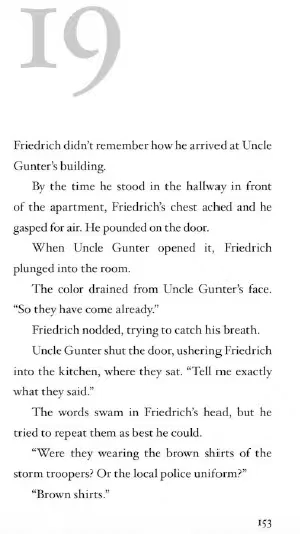 19
Friedrich didn't remember how he arrived at Uncle
Gunter's building.
By the time he stood in the hallway in front
of the apartment, Friedrich's chest ached and he
gasped for air. He pounded on the door.
When Uncle Gunter opened it, Friedrich
plunged into the room.
The color drained from Uncle Gunter's face.
"So they have come already."
Friedrich nodded, trying to catch his breath.
Uncle Gunter shut the door, ushering Friedrich
into the kitchen, where they sat. "Tell me exactly
what they said."
The words swam in Friedrich's head, but he
tried to repeat them as best he could.
"Were they wearing the brown shirts of the
storm troopers? Or the local police uniform?"
"Brown shirts."
153